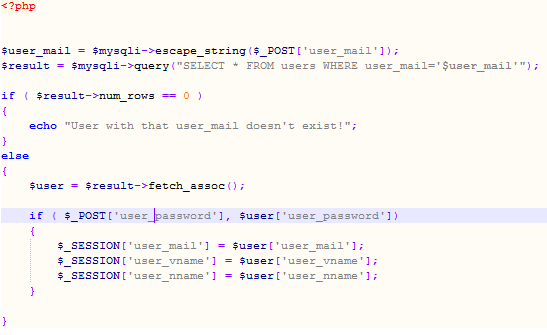 <?php
$user_mail = $mysqli->escape_string($_POST['user_mail']);
$result = $mysqli->query("SELECT * FROM users WHERE user_mail='$user_mail'");
if ( $result->num_rows == 0 )
{
echo "User with that user_mail doesn't exist!";
}
else
{
$user = $result->fetch_assoc();
if ( $_POST['user_password'], $user['user_password'])
{
$_SESSION['user_mail'] = $user['user_mail'];
$_SESSION['user_vname'] = $user['user_vname'];
$_SESSION['user_nname'] = $user['user_nname'];
}
}